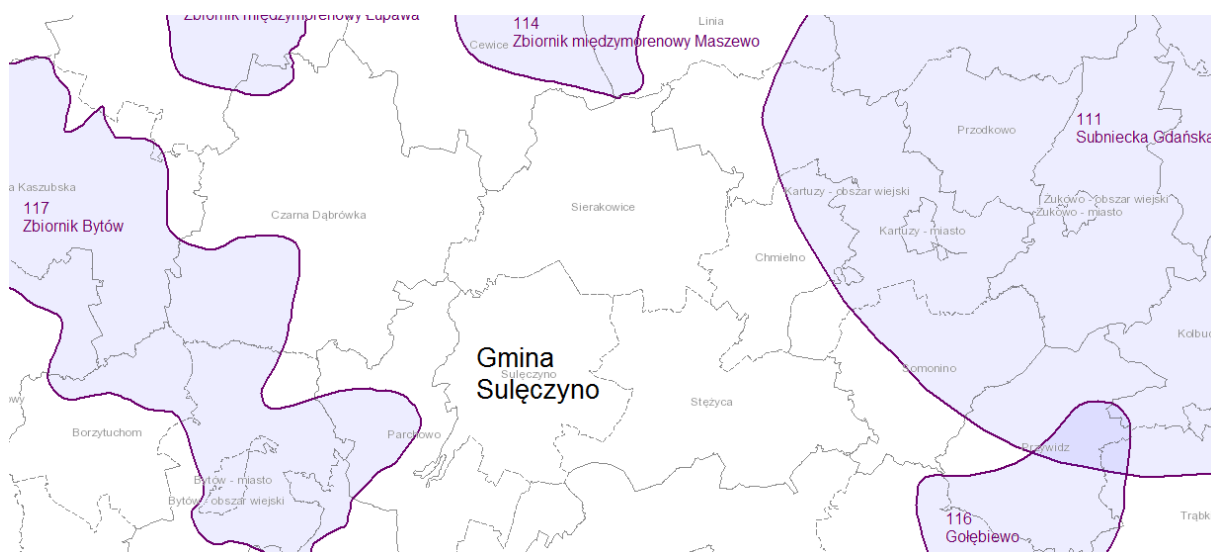 Zbiornik międzymorenowy Łupawa
114
Zbiornik międzymorenowy Maszewo
Linia
Cewice
111
Subniecka Gdańska
Przodkowo
a Kaszubska
117
Zbiornik Bytów
Czarna Dąbrówka
Sierakowice
Kartuzy - obszar wiejski
Żukowo - obszar wiejski
Żukowo - miasto
Kartuzy - miasto
Chmielno
Kolbud
Gmina
Sulęczyno
Sulęczyno
Somonino
owy
Stężyca
Borzytuchom
Parchowo
Przywidz
Bytów - miasto
Bytów - obszar wiejski
116
Gołębiewo
Trąbk